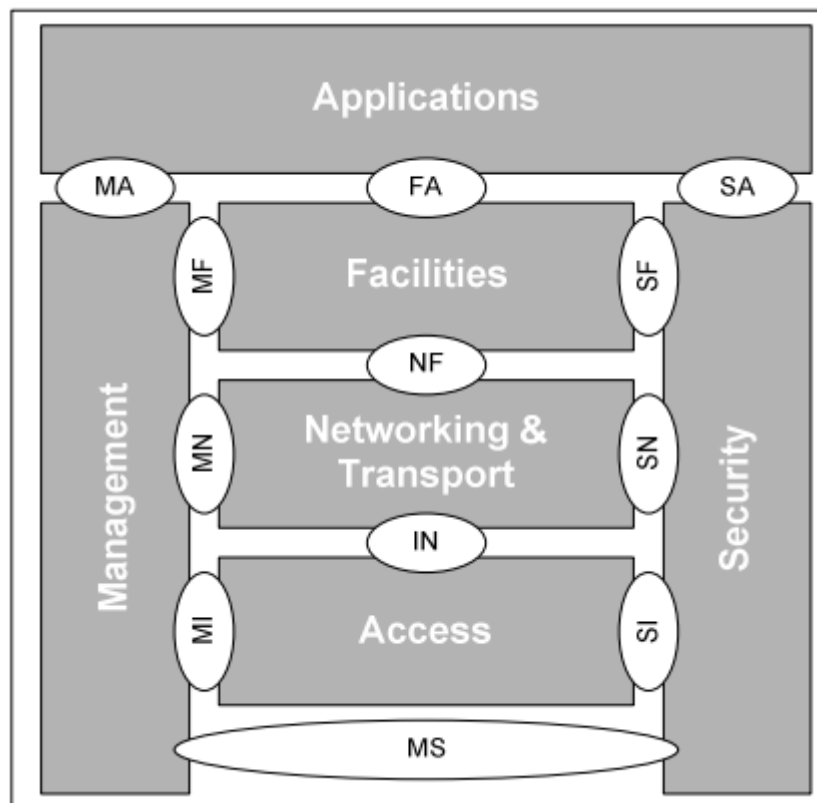 Applications
MA
FA
SA
MF
Facilities
SF
NF
Management
MN
Networking &
Transport
SN
Security
IN
MI
Access
SI
MS